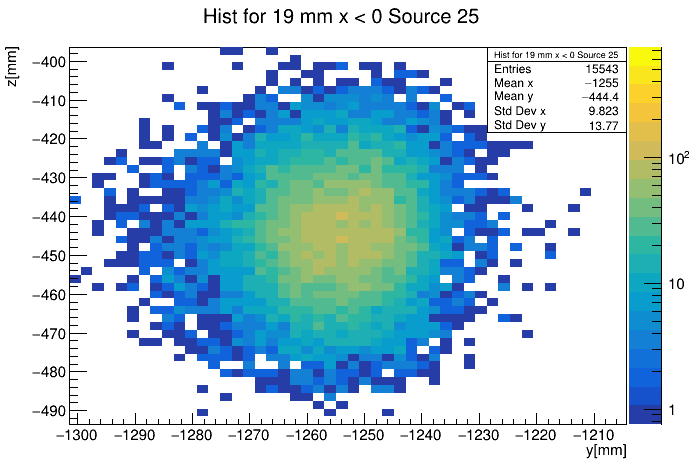 Hist for 19 mm x < 0 Source 25
z[mm]
Hist for 19 mm x < 0 Source 25
Entries 15543
Mean x −1255
Mean y −444.4
Std Dev x 9.823
Std Dev y 13.77
−400
−410
−420
−430
−440
−450
−460
−470
−480
−490
10²
10
1
−1300 −1290 −1280 −1270 −1260 −1250 −1240 −1230 −1220 −1210
y[mm]